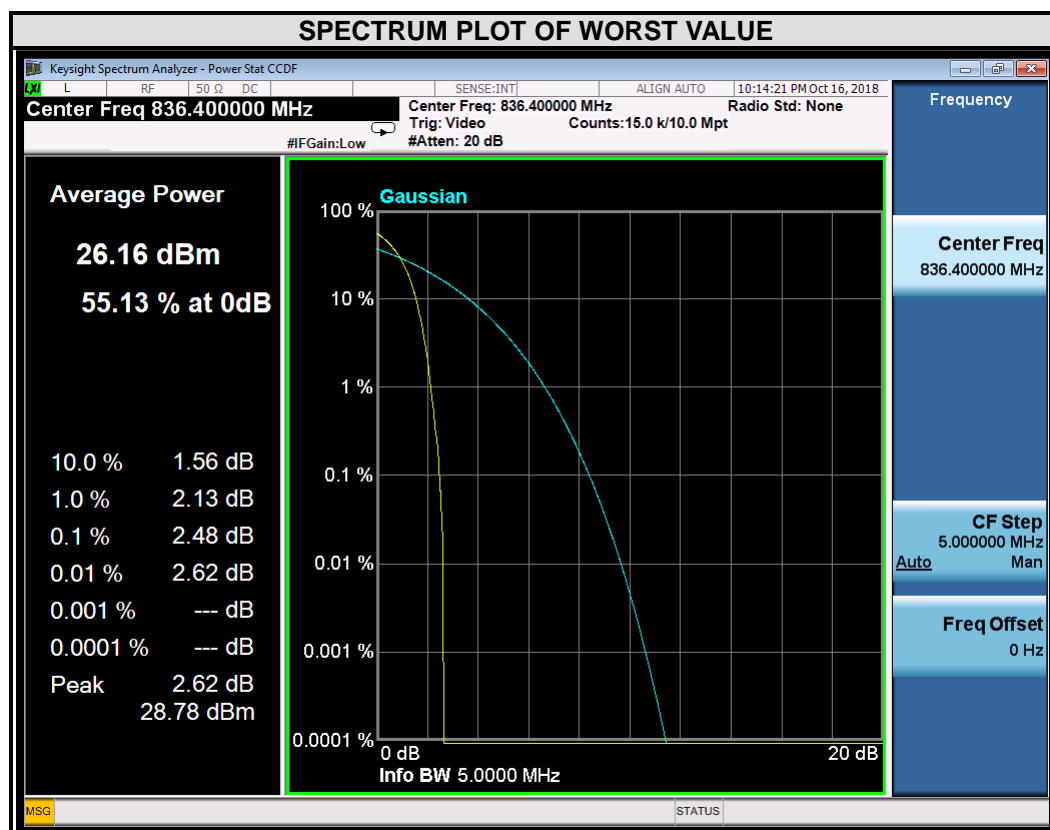 SPECTRUM PLOT OF WORST VALUE
Keysight Spectrum Analyzer - Power Stat CCDF
LXI L RF 50 Ω DC SENSE:INT ALIGN AUTO 10:14:21 PM Oct 16, 2018
Center Freq 836.400000 MHz
Center Freq: 836.400000 MHz Radio Std: None
Trig: Video Counts:15.0 k/10.0 Mpt
#IFGain:Low #Atten: 20 dB
Average Power
26.16 dBm
55.13 % at 0dB
10.0 % 1.56 dB
1.0 % 2.13 dB
0.1 % 2.48 dB
0.01 % 2.62 dB
0.001 % --- dB
0.0001 % --- dB
Peak 2.62 dB
28.78 dBm
Gaussian
100 %
10 %
1 %
0.1 %
0.01 %
0.001 %
0.0001 %
0 dB 20 dB
Info BW 5.0000 MHz
Frequency
Center Freq
836.400000 MHz
CF Step
5.000000 MHz
Auto Man
Freq Offset
0 Hz
MSG STATUS